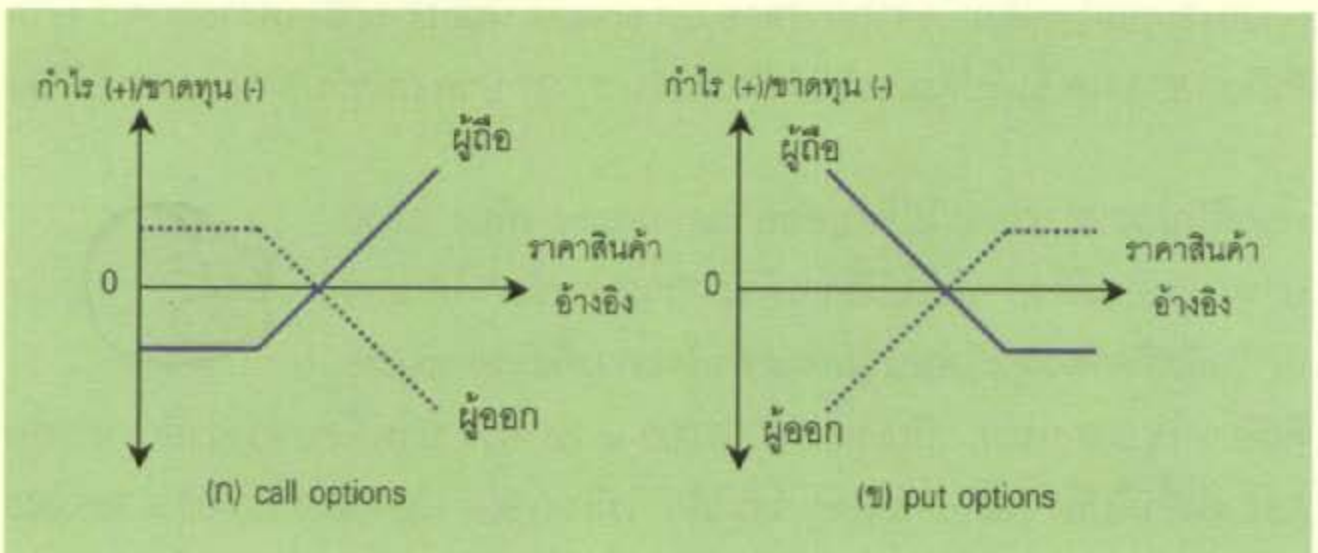 กำไร (+)/ขาดทุน (-)
ผู้ถือ
0
ราคาสินค้า
อ้างอิง
ผู้ออก
(ก) call options
กำไร (+)/ขาดทุน (-)
ผู้ถือ
0
ราคาสินค้า
อ้างอิง
ผู้ออก
(ข) put options